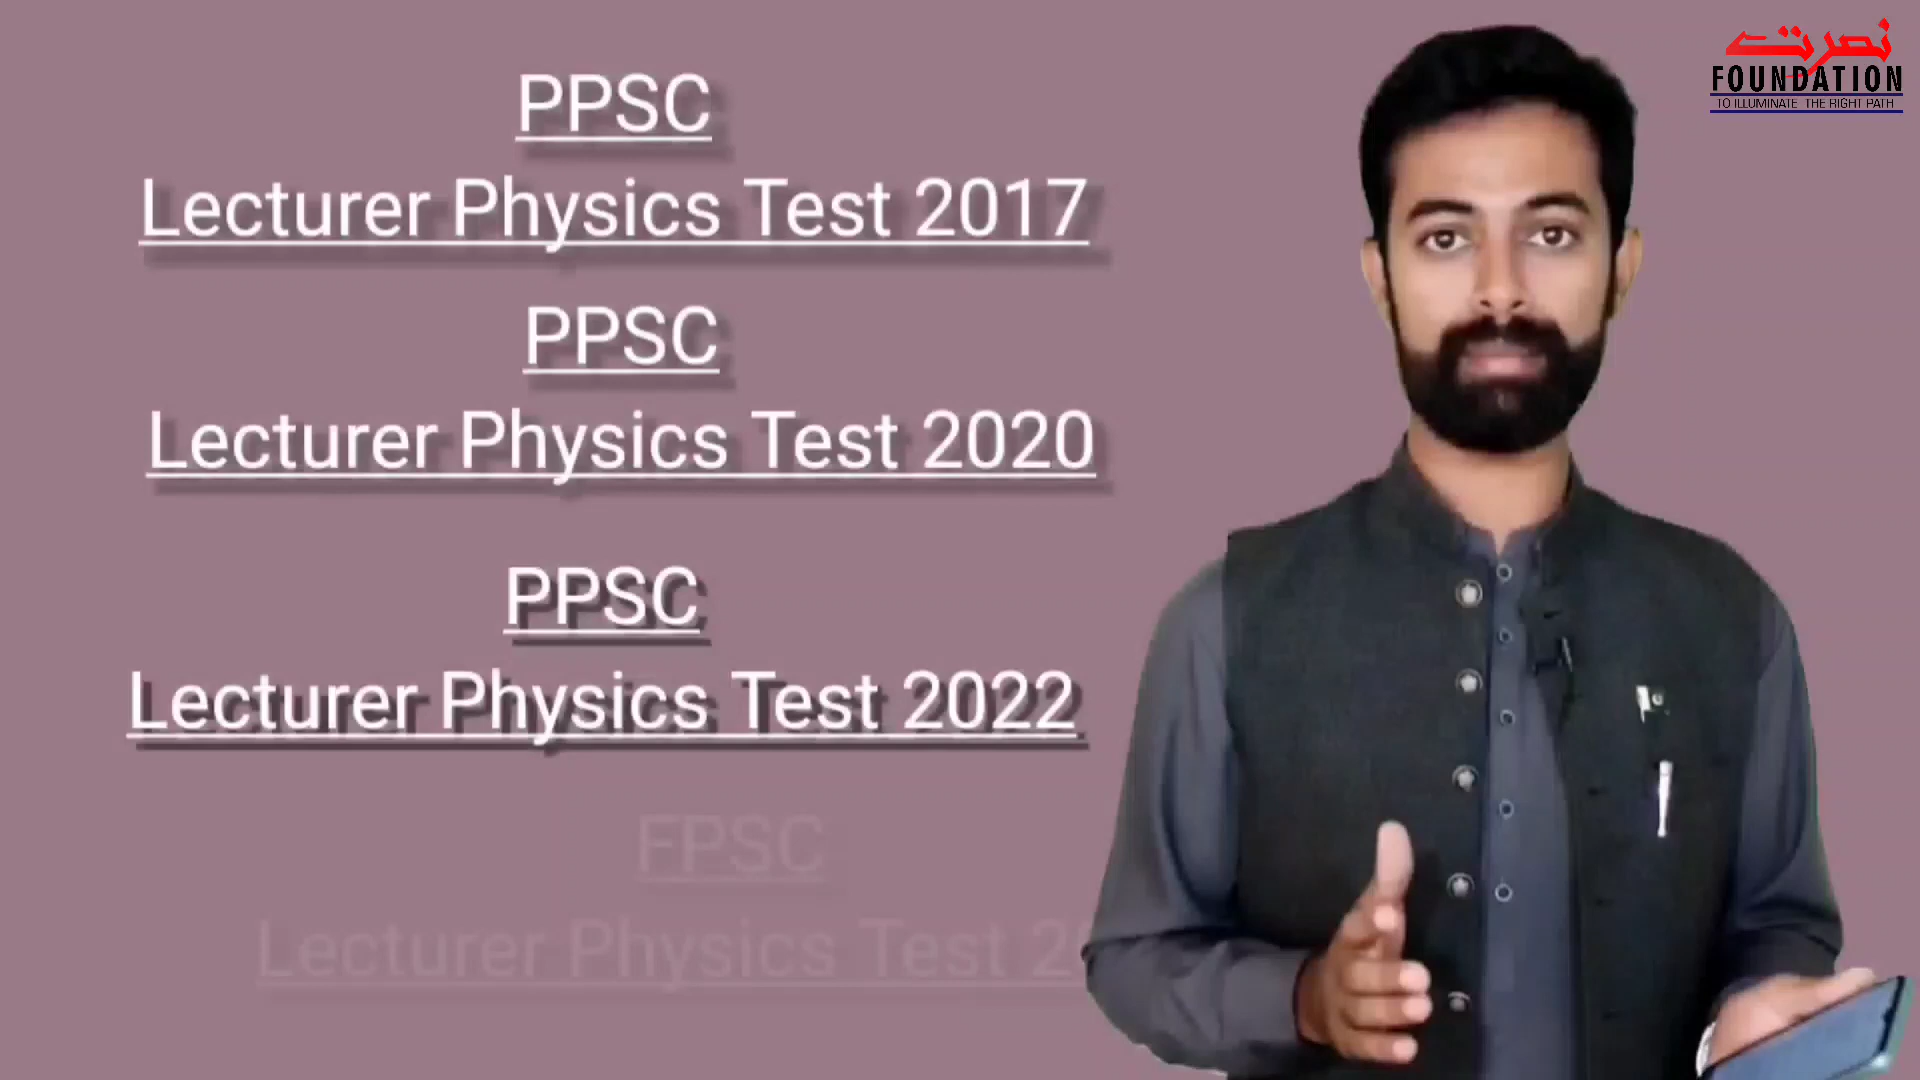 PPSC
Lecturer Physics Test 2017
PPSC
Lecturer Physics Test 2020
PPSC
Lecturer Physics Test 2022
FPSC
Lecturer Physics Test
نصرت
FOUNDATION
TO ILLUMINATE THE RIGHT PATH